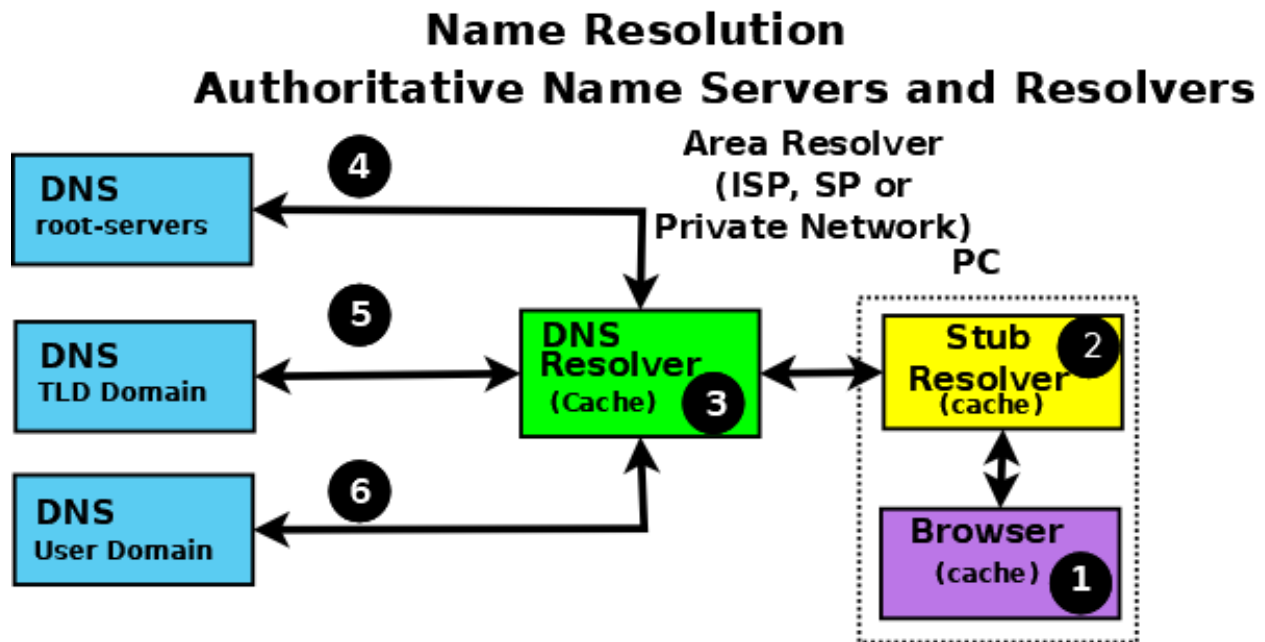 Name Resolution
Authoritative Name Servers and Resolvers
4
Area Resolver
(ISP, SP or
Private Network)
DNS
root-servers
PC
5
DNS
TLD Domain
DNS
Resolver
(Cache)
3
Stub
2
Resolver
(cache)
6
DNS
User Domain
Browser
(cache)
1